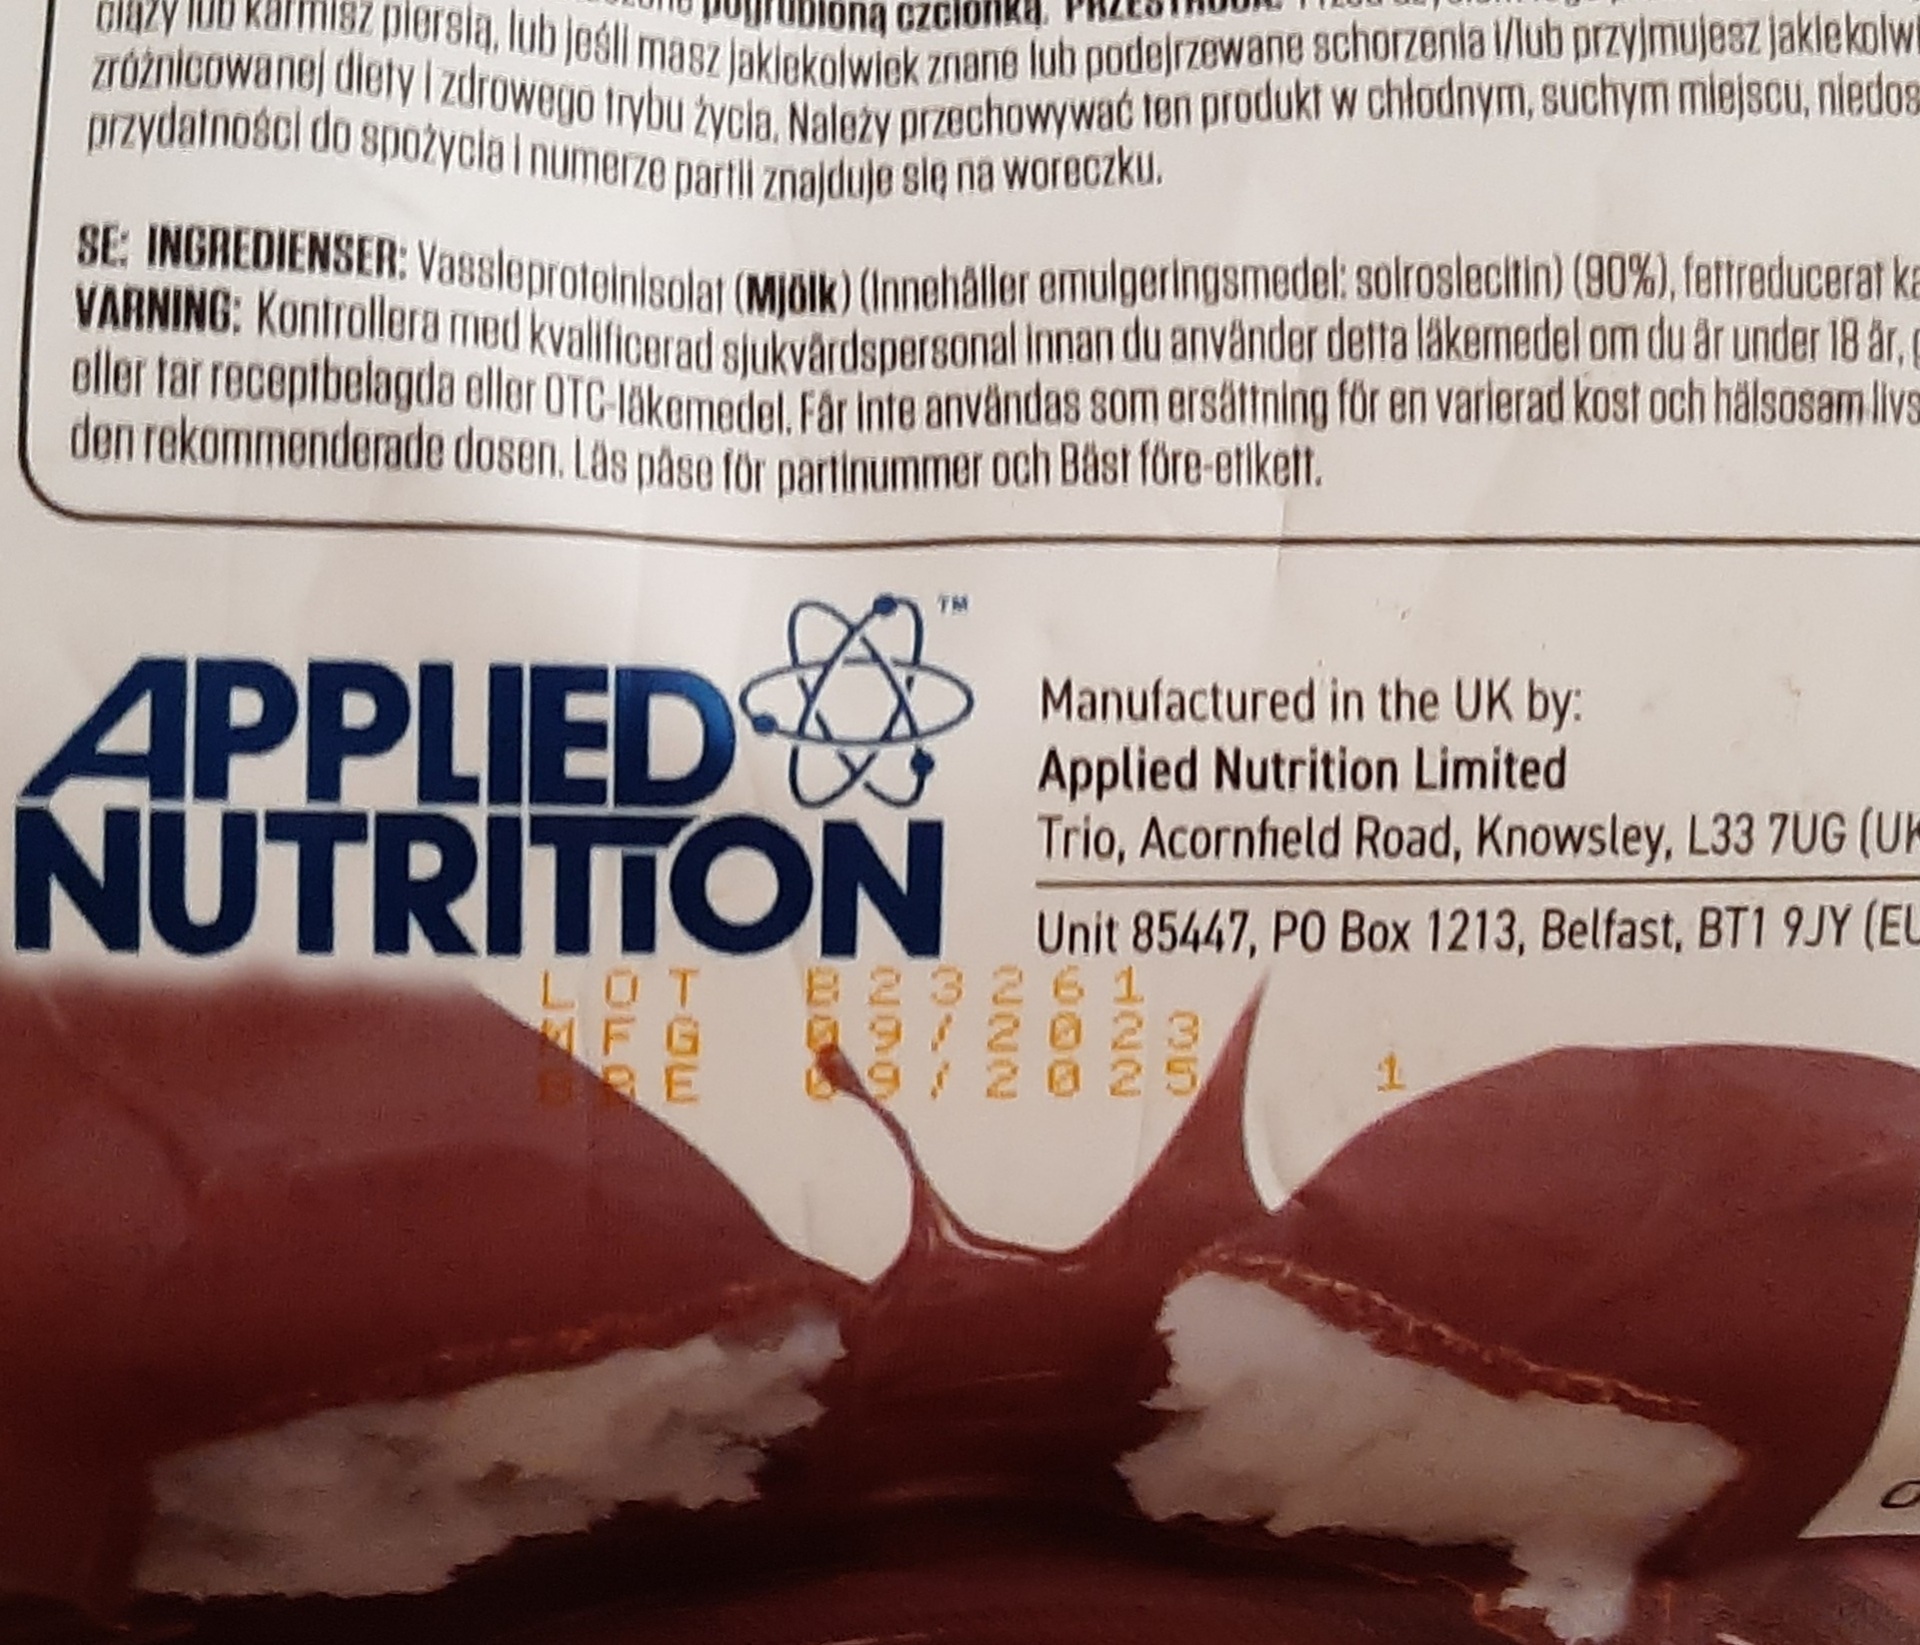 pogrubioną czcionką.
ciąży lub karmisz piersią, lub jeśli masz jakiekolwiek znane lub podejrzewane schorzenia i/lub przyjmujesz
zróżnicowanej diety i zdrowego trybu życia. Należy przechowywać ten produkt w chłodnym, suchym miejscu,
przydatności do spożycia i numerze partii znajduje się na woreczku.
SE: INGREDIENSER: Vassleproteinisolat (Mjölk) (Innehåller emulgeringsmedel: solroslecitin) (90%), fettreducerat
VARNING: Kontrollera med kvalificerad sjukvårdspersonal innan du använder detta läkemedel om du är under 18 år,
eller tar receptbelagda eller OTC-läkemedel. Får inte användas som ersättning för en varierad kost och hälsosam
den rekommenderade dosen. Läs påse för partinummer och Bäst före-etikett.
APPLIED
NUTRITION
TM
Manufactured in the UK by:
Applied Nutrition Limited
Trio, Acornfield Road, Knowsley, L33 7UG (UK
Unit 85447, PO Box 1213, Belfast, BT1 9JY (EU
LOT B23261
MFG 09/2023
BBE 09/2025 1